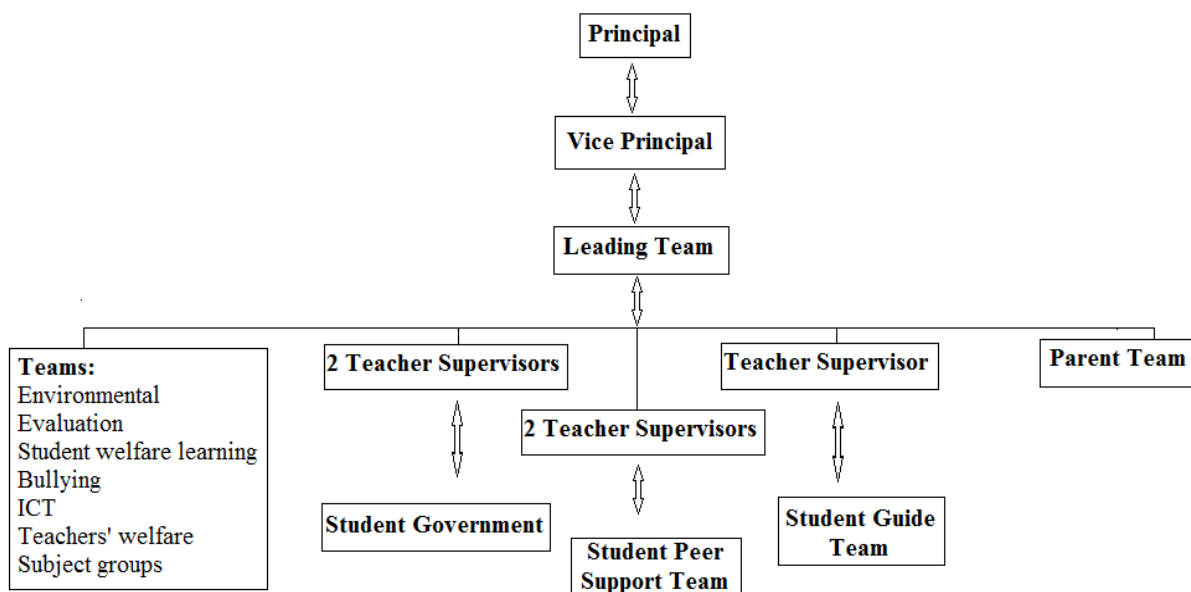 Principal
Vice Principal
Leading Team
Teams:
Environmental
Evaluation
Student welfare learning
Bullying
ICT
Teachers' welfare
Subject groups
2 Teacher Supervisors
Student Government
2 Teacher Supervisors
Student Peer
Support Team
Teacher Supervisor
Student Guide
Team
Parent Team